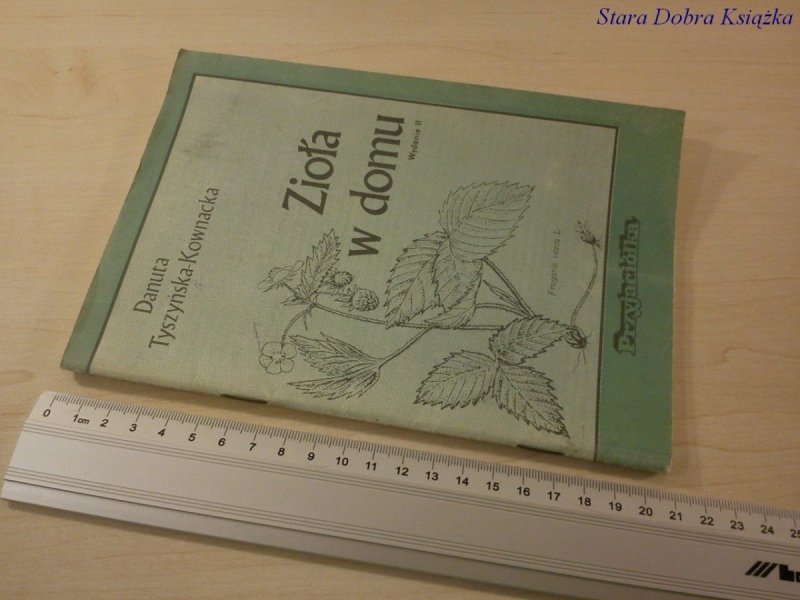 Stara Dobra Książka
Danuta
Tyszyńska-Kownacka
Zioła
w domu
Wydanie II
Fragaria vesca L.
Przyjaciółka
0 1cm 2 3 4 5 6 7 8 9 10 11 12 13 14 15 16 17 18 19 20 21 22 23 24 25